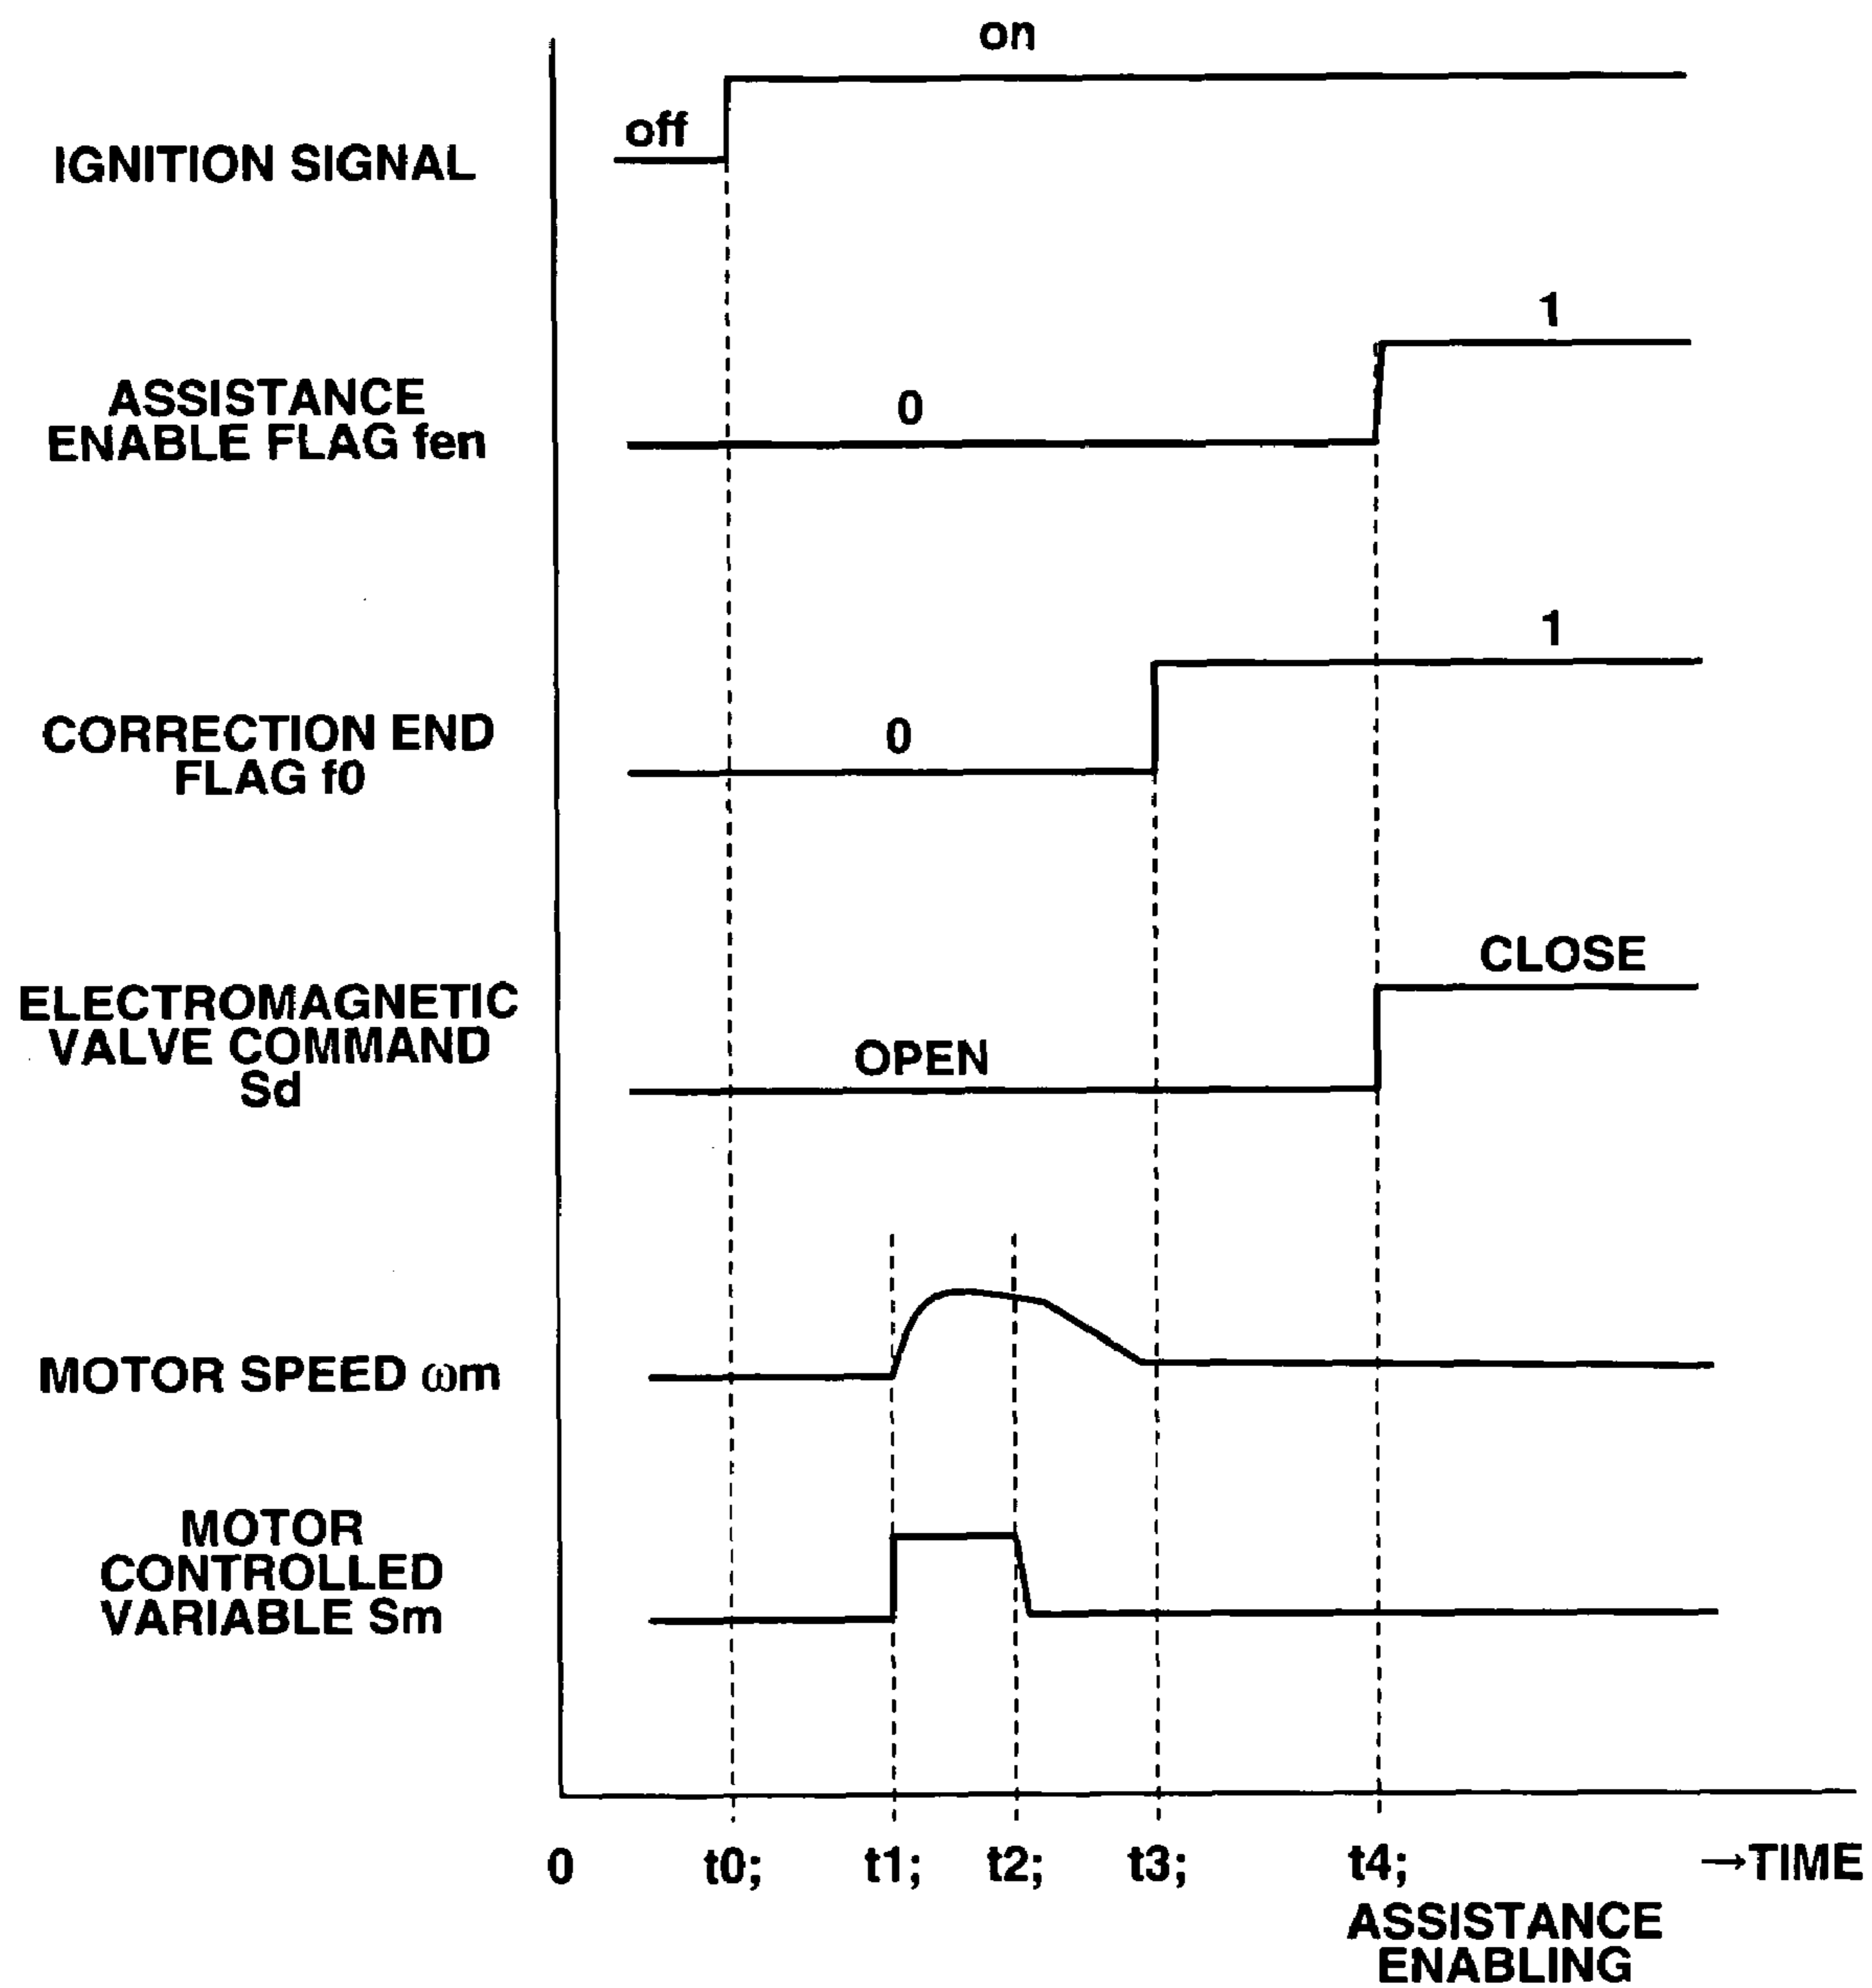 on
off
IGNITION SIGNAL
1
ASSISTANCE
ENABLE FLAG fen
0
1
CORRECTION END
FLAG f0
0
CLOSE
ELECTROMAGNETIC
VALVE COMMAND
Sd
OPEN
MOTOR SPEED ωm
MOTOR
CONTROLLED
VARIABLE Sm
0 t0; t1; t2; t3; t4; →TIME
ASSISTANCE
ENABLING